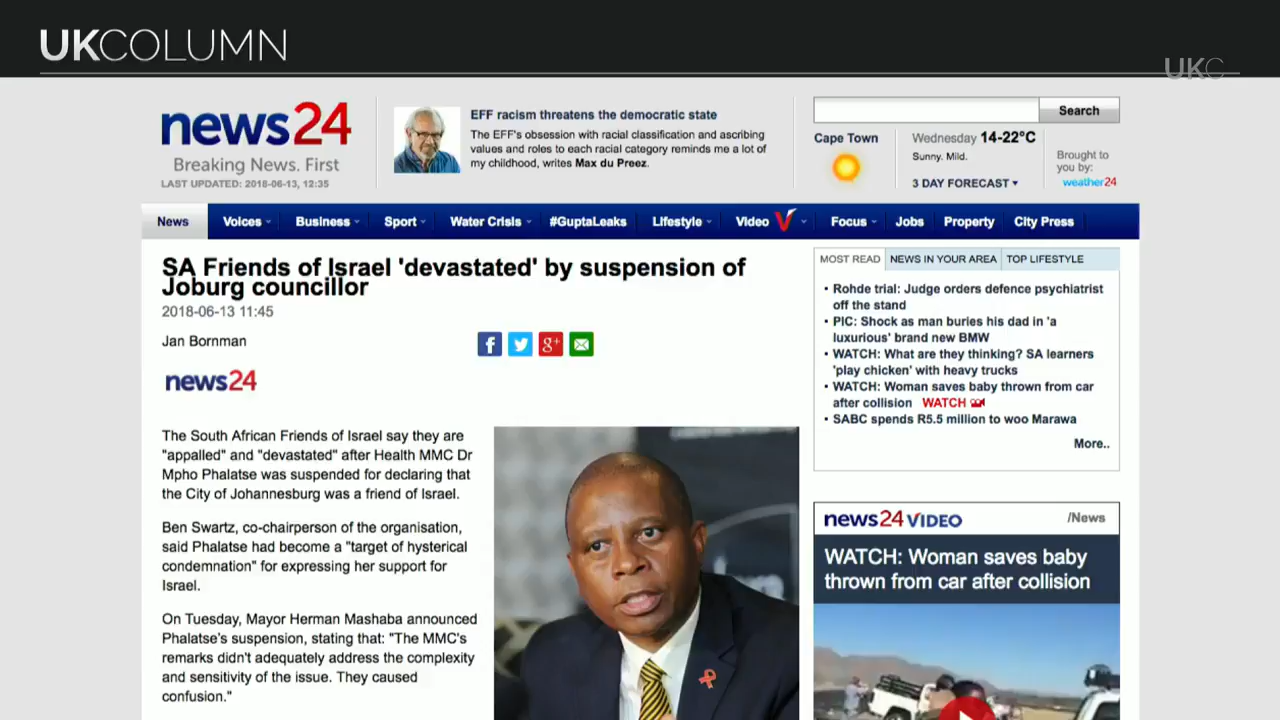 UKCOLUMN
UKC
news24
Breaking News. First
LAST UPDATED: 2018-06-13, 12:35
EFF racism threatens the democratic state
The EFF's obsession with racial classification and ascribing
values and roles to each racial category reminds me a lot of
my childhood, writes Max du Preez.
Search
Cape Town
Wednesday 14-22°C
Sunny. Mild.
3 DAY FORECAST
Brought to
you by:
weather24
News
Voices
Business
Sport
Water Crisis
#GuptaLeaks
Lifestyle
Video
Focus
Jobs
Property
City Press
SA Friends of Israel 'devastated' by suspension of
Joburg councillor
2018-06-13 11:45
Jan Bornman
f
g+
news24
The South African Friends of Israel say they are
"appalled" and "devastated" after Health MMC Dr
Mpho Phalatse was suspended for declaring that
the City of Johannesburg was a friend of Israel.
Ben Swartz, co-chairperson of the organisation,
said Phalatse had become a "target of hysterical
condemnation" for expressing her support for
Israel.
On Tuesday, Mayor Herman Mashaba announced
Phalatse's suspension, stating that: "The MMC's
remarks didn't adequately address the complexity
and sensitivity of the issue. They caused
confusion."
MOST READ
NEWS IN YOUR AREA
TOP LIFESTYLE
• Rohde trial: Judge orders defence psychiatrist
off the stand
• PIC: Shock as man buries his dad in 'a
luxurious' brand new BMW
• WATCH: What are they thinking? SA learners
'play chicken' with heavy trucks
• WATCH: Woman saves baby thrown from car
after collision WATCH
• SABC spends R5.5 million to woo Marawa
More..
news24 VIDEO
/News
WATCH: Woman saves baby
thrown from car after collision